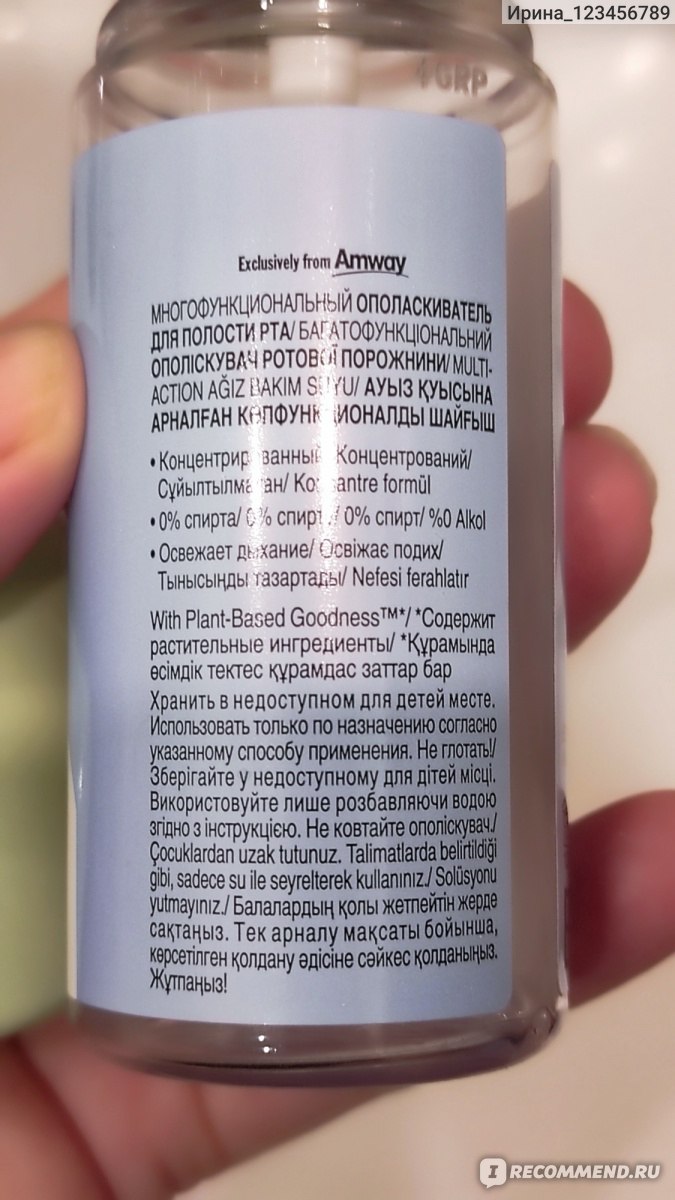 Ирина_123456789
Exclusively from Amway
МНОГОФУНКЦИОНАЛЬНЫЙ ОПОЛАСКИВАТЕЛЬ
ДЛЯ ПОЛОСТИ РТА/ БАГАТОФУНКЦІОНАЛЬНИЙ
ОПОЛІСКУВАЧ РОТОВОЇ ПОРОЖНИНИ/ MULTI-
ACTION AĞIZ BAKIM SUYU/ АУЫЗ ҚУЫСЫНА
АРНАЛҒАН КӨПФУНКЦИОНАЛДЫ ШАЙҒЫШ
• Концентрированный/ Концентрований/
Сұйылтылмаған/ Konsantre formül
• 0% спирта/ 0% спирту/ 0% спирт/ %0 Alkol
• Освежает дыхание/ Освіжає подих/
Тынысыңды тазартады/ Nefesi ferahlatır
With Plant-Based Goodness™*/ *Содержит
растительные ингредиенты/ *Құрамында
өсімдік тектес құрамдас заттар бар
Хранить в недоступном для детей месте.
Использовать только по назначению согласно
указанному способу применения. Не глотать!/
Зберігайте у недоступному для дітей місці.
Використовуйте лише розбавляючи водою
згідно з інструкцією. Не ковтайте ополіскувач./
Çocuklardan uzak tutunuz. Talimatlarda belirtildiği
gibi, sadece su ile seyrelterek kullanınız./ Solüsyonu
yutmayınız./ Балалардың қолы жетпейтін жерде
сақтаңыз. Тек арналу мақсаты бойынша,
көрсетілген қолдану әдісіне сәйкес қолданыңыз.
Жұтпаңыз!
IRECOMMEND.RU